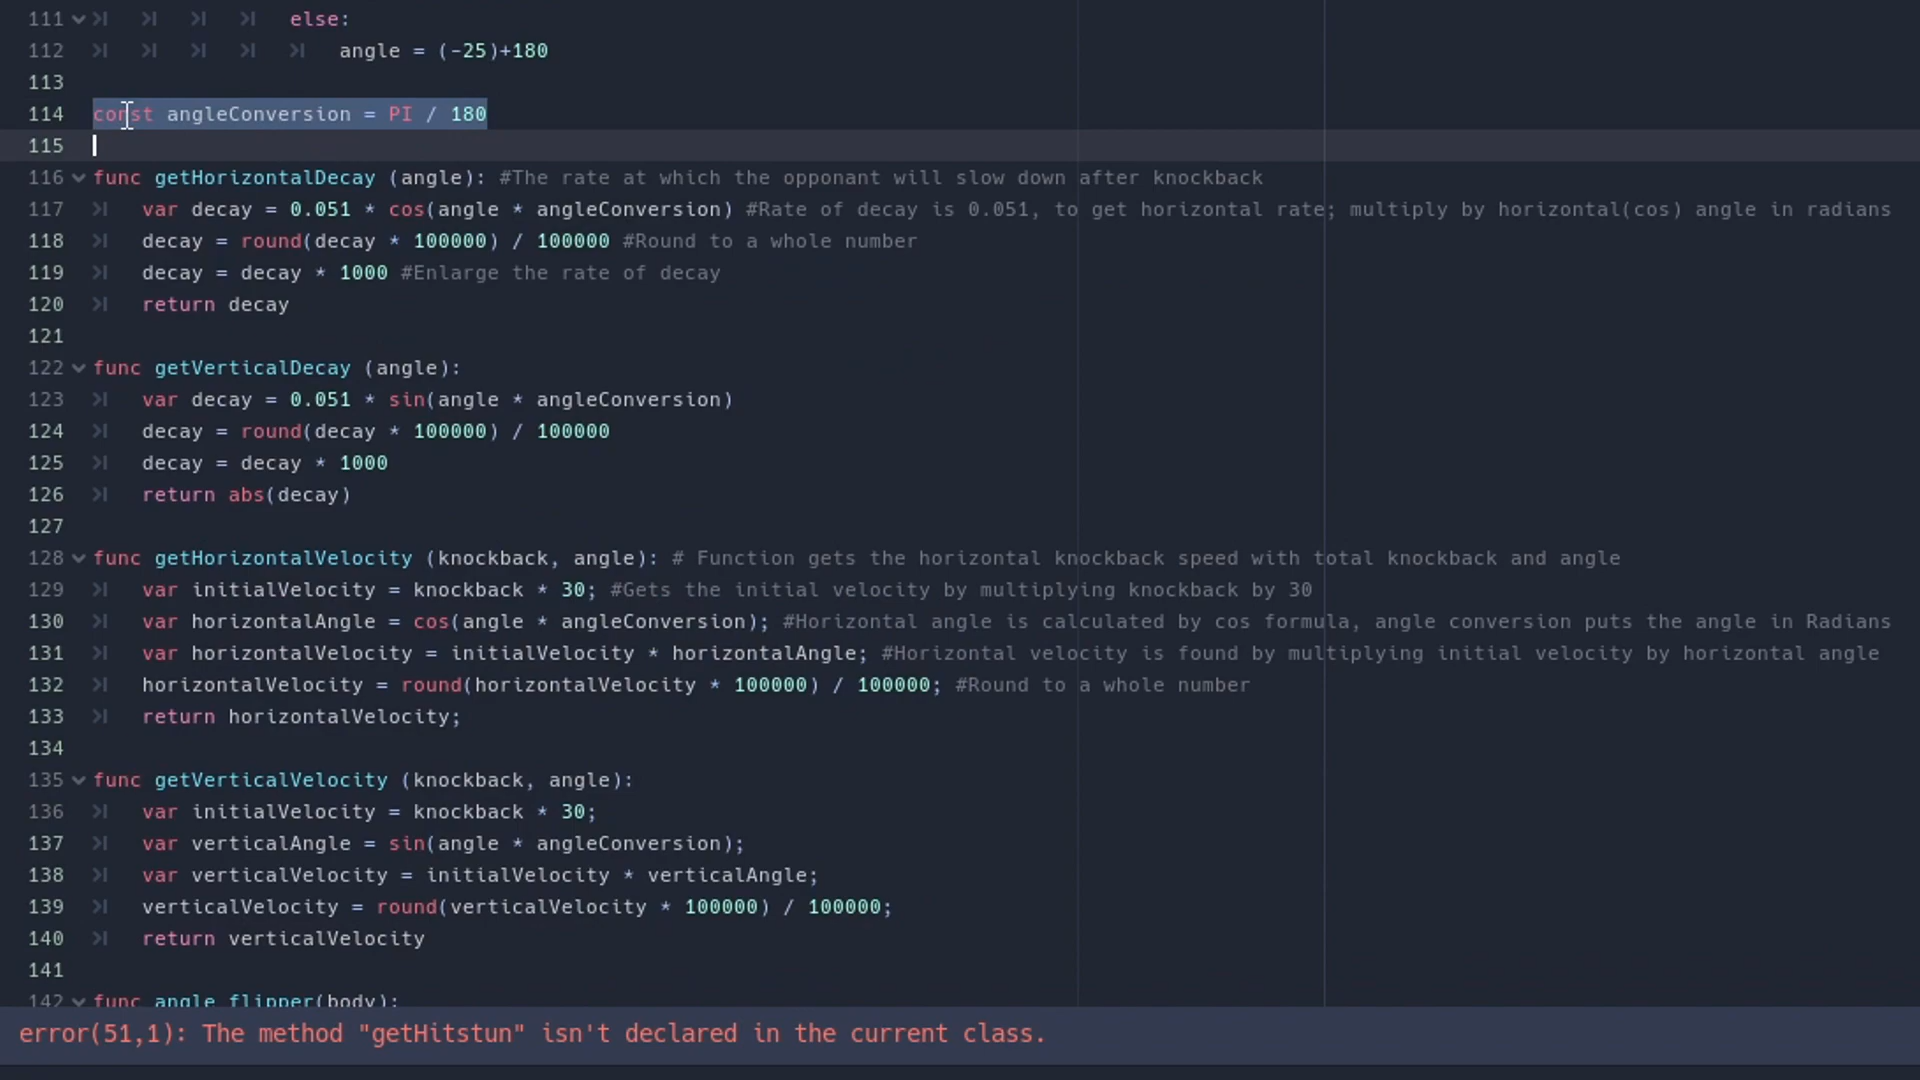 111 else:
112 angle = (-25)+180
113
114 const angleConversion = PI / 180
115
116 func getHorizontalDecay (angle): #The rate at which the opponant will slow down after knockback
117 var decay = 0.051 * cos(angle * angleConversion) #Rate of decay is 0.051, to get horizontal rate; multiply by horizontal(cos) angle in radians
118 decay = round(decay * 100000) / 100000 #Round to a whole number
119 decay = decay * 1000 #Enlarge the rate of decay
120 return decay
121
122 func getVerticalDecay (angle):
123 var decay = 0.051 * sin(angle * angleConversion)
124 decay = round(decay * 100000) / 100000
125 decay = decay * 1000
126 return abs(decay)
127
128 func getHorizontalVelocity (knockback, angle): # Function gets the horizontal knockback speed with total knockback and angle
129 var initialVelocity = knockback * 30; #Gets the initial velocity by multiplying knockback by 30
130 var horizontalAngle = cos(angle * angleConversion); #Horizontal angle is calculated by cos formula, angle conversion puts the angle in Radians
131 var horizontalVelocity = initialVelocity * horizontalAngle; #Horizontal velocity is found by multiplying initial velocity by horizontal angle
132 horizontalVelocity = round(horizontalVelocity * 100000) / 100000; #Round to a whole number
133 return horizontalVelocity;
134
135 func getVerticalVelocity (knockback, angle):
136 var initialVelocity = knockback * 30;
137 var verticalAngle = sin(angle * angleConversion);
138 var verticalVelocity = initialVelocity * verticalAngle;
139 verticalVelocity = round(verticalVelocity * 100000) / 100000;
140 return verticalVelocity
141
142 func angle_flipper(body):
error(51,1): The method "getHitstun" isn't declared in the current class.